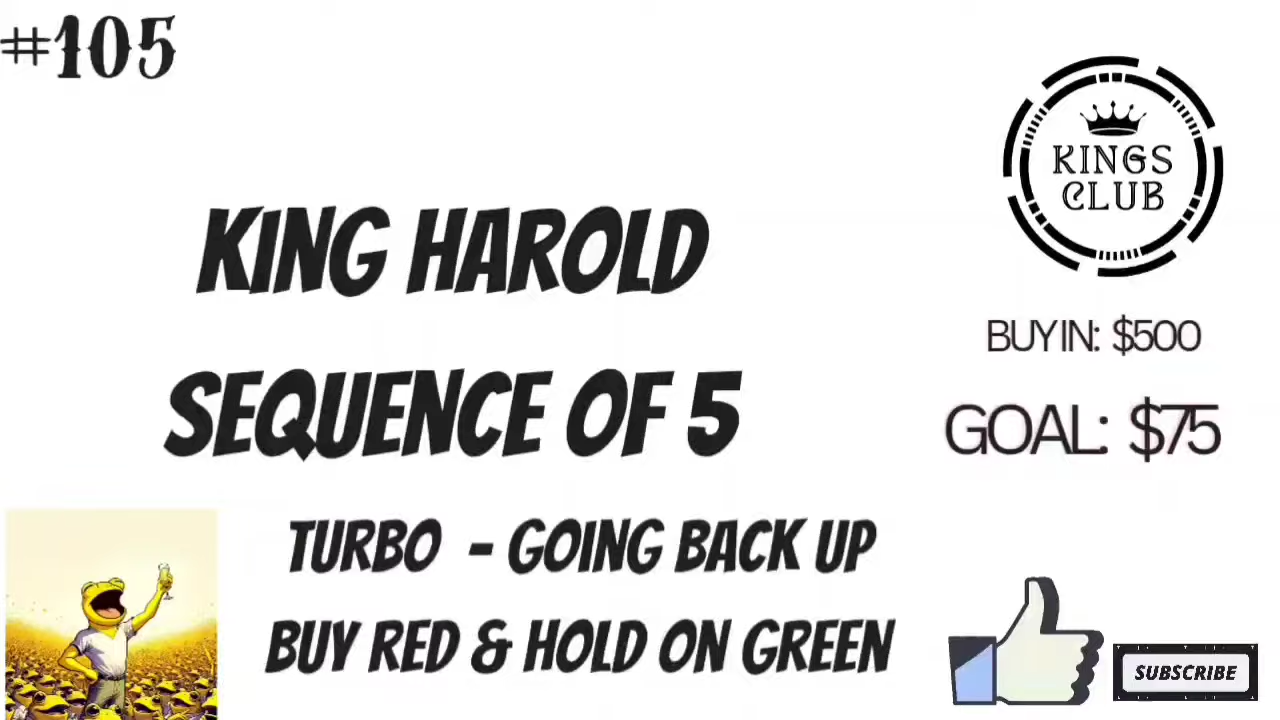 #105
KINGS
CLUB
KING HAROLD
BUYIN: $500
SEQUENCE OF 5
GOAL: $75
TURBO - GOING BACK UP
BUY RED & HOLD ON GREEN
SUBSCRIBE